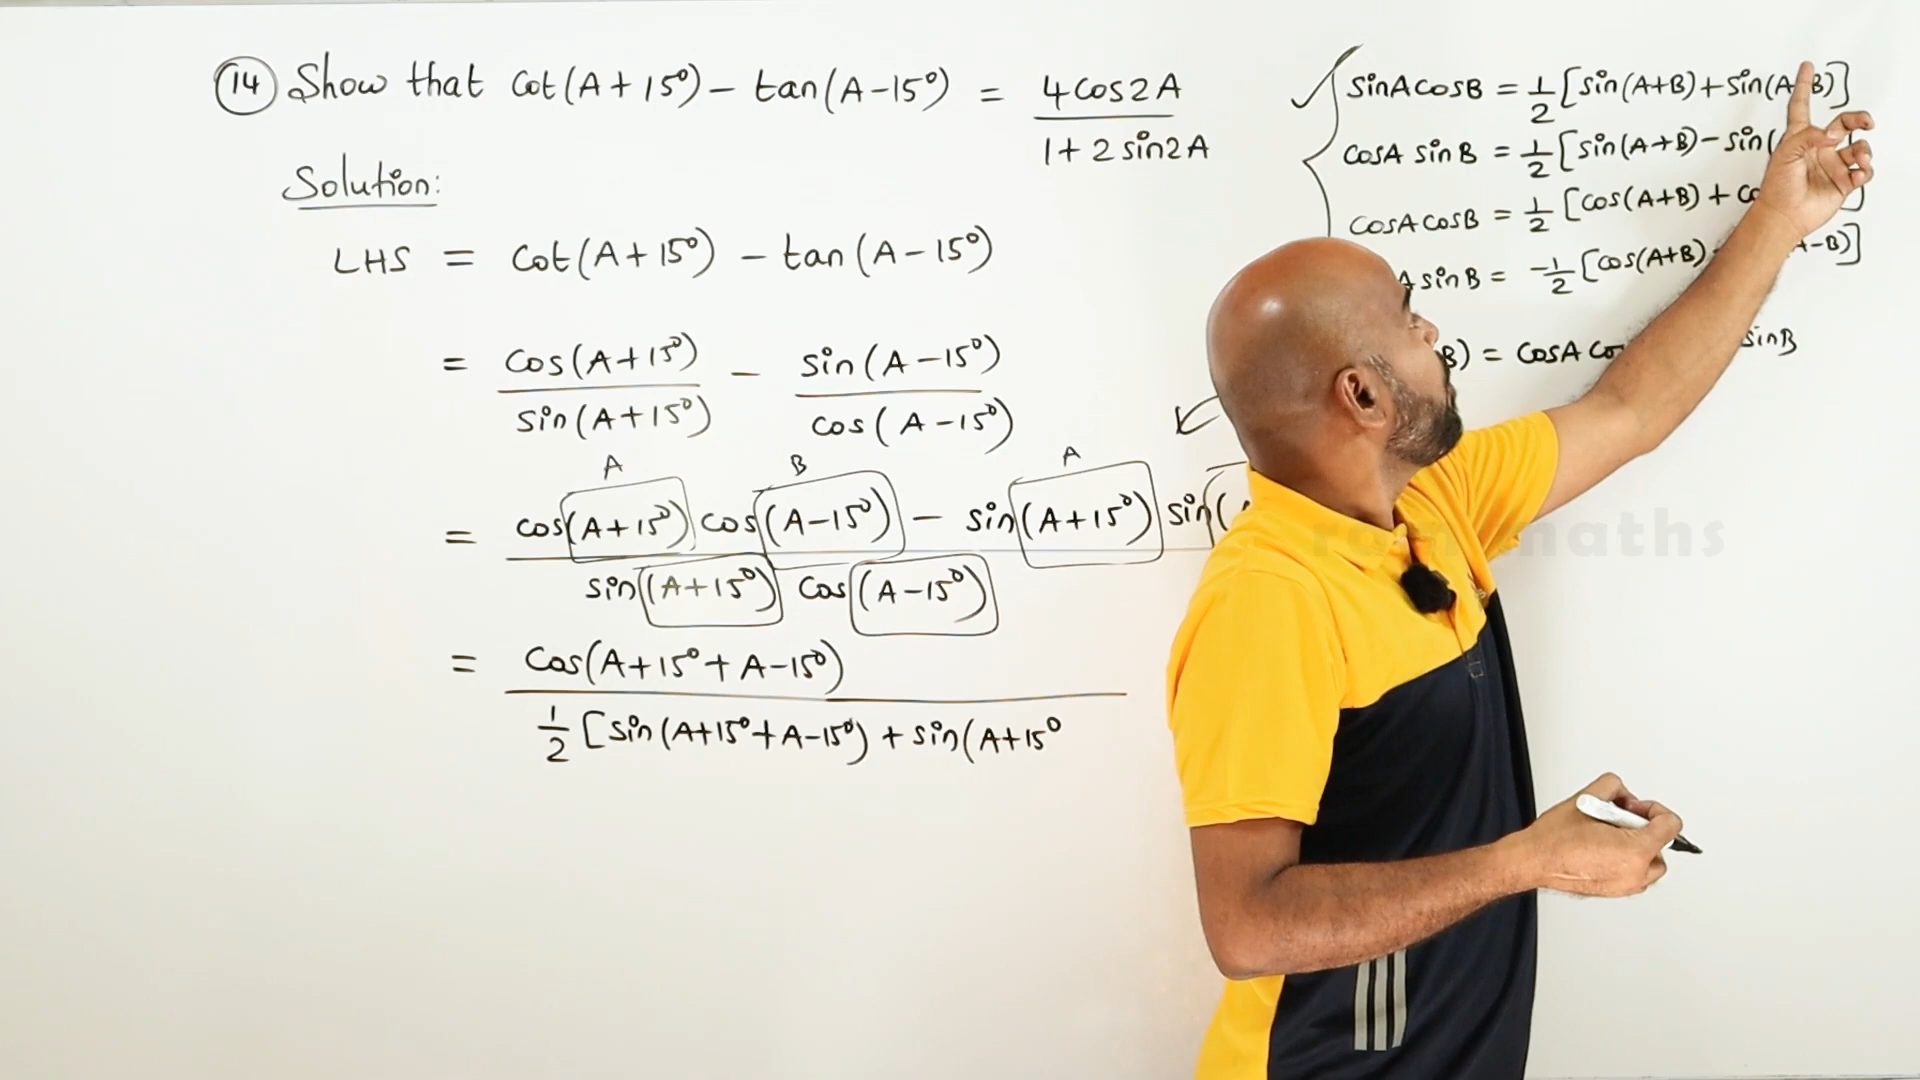 14 Show that Cot(A+15°) - tan(A-15°) = 4cos2A / 1+2sin2A
Solution:
LHS = Cot(A+15°) - tan(A-15°)
= Cos(A+15°) / Sin(A+15°) - Sin(A-15°) / Cos(A-15°)
A B A
= cos(A+15°) cos(A-15°) - sin(A+15°) sin( / sin(A+15°) Cos(A-15°)
= Cos(A+15°+A-15°) / 1/2 [sin(A+15°+A-15°) + sin(A+15°
✓ SinA cosB = 1/2 [sin(A+B) + sin(A-B)]
CosA sinB = 1/2 [sin(A+B) - sin(
CosA cosB = 1/2 [cos(A+B) + ]
A sinB = -1/2 [cos(A+B) A-B)]
B) = cosA sinB
maths